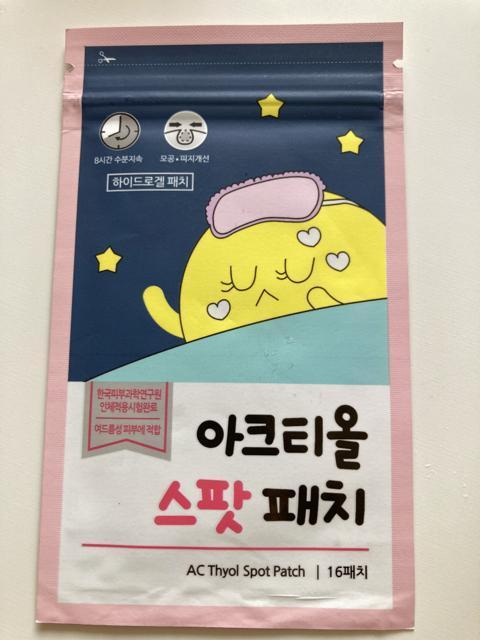 8시간 수분지속
모공•피지개선
하이드로겔 패치
한국피부과학연구원
인체적용시험완료
여드름성 피부에 적합
아크티올
스팟 패치
AC Thyol Spot Patch | 16패치